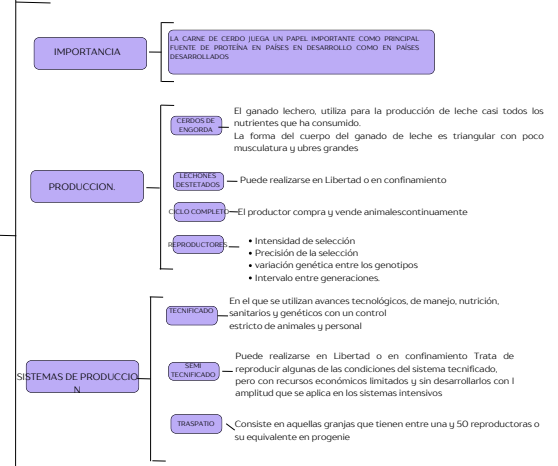 IMPORTANCIA
LA CARNE DE CERDO JUEGA UN PAPEL IMPORTANTE COMO PRINCIPAL
FUENTE DE PROTEÍNA EN PAÍSES EN DESARROLLO COMO EN PAÍSES
DESARROLLADOS
PRODUCCION.
CERDOS DE
ENGORDA
El ganado lechero, utiliza para la producción de leche casi todos los
nutrientes que ha consumido.
La forma del cuerpo del ganado de leche es triangular con poco
musculatura y ubres grandes
LECHONES
DESTETADOS
Puede realizarse en Libertad o en confinamiento
CICLO COMPLETO
El productor compra y vende animalescontinuamente
REPRODUCTORES
• Intensidad de selección
• Precisión de la selección
• variación genética entre los genotipos
• Intervalo entre generaciones.
SISTEMAS DE PRODUCCIO
N
TECNIFICADO
En el que se utilizan avances tecnológicos, de manejo, nutrición,
sanitarios y genéticos con un control
estricto de animales y personal
SEMI
TECNIFICADO
Puede realizarse en Libertad o en confinamiento Trata de
reproducir algunas de las condiciones del sistema tecnificado,
pero con recursos económicos limitados y sin desarrollarlos con l
amplitud que se aplica en los sistemas intensivos
TRASPATIO
Consiste en aquellas granjas que tienen entre una y 50 reproductoras o
su equivalente en progenie